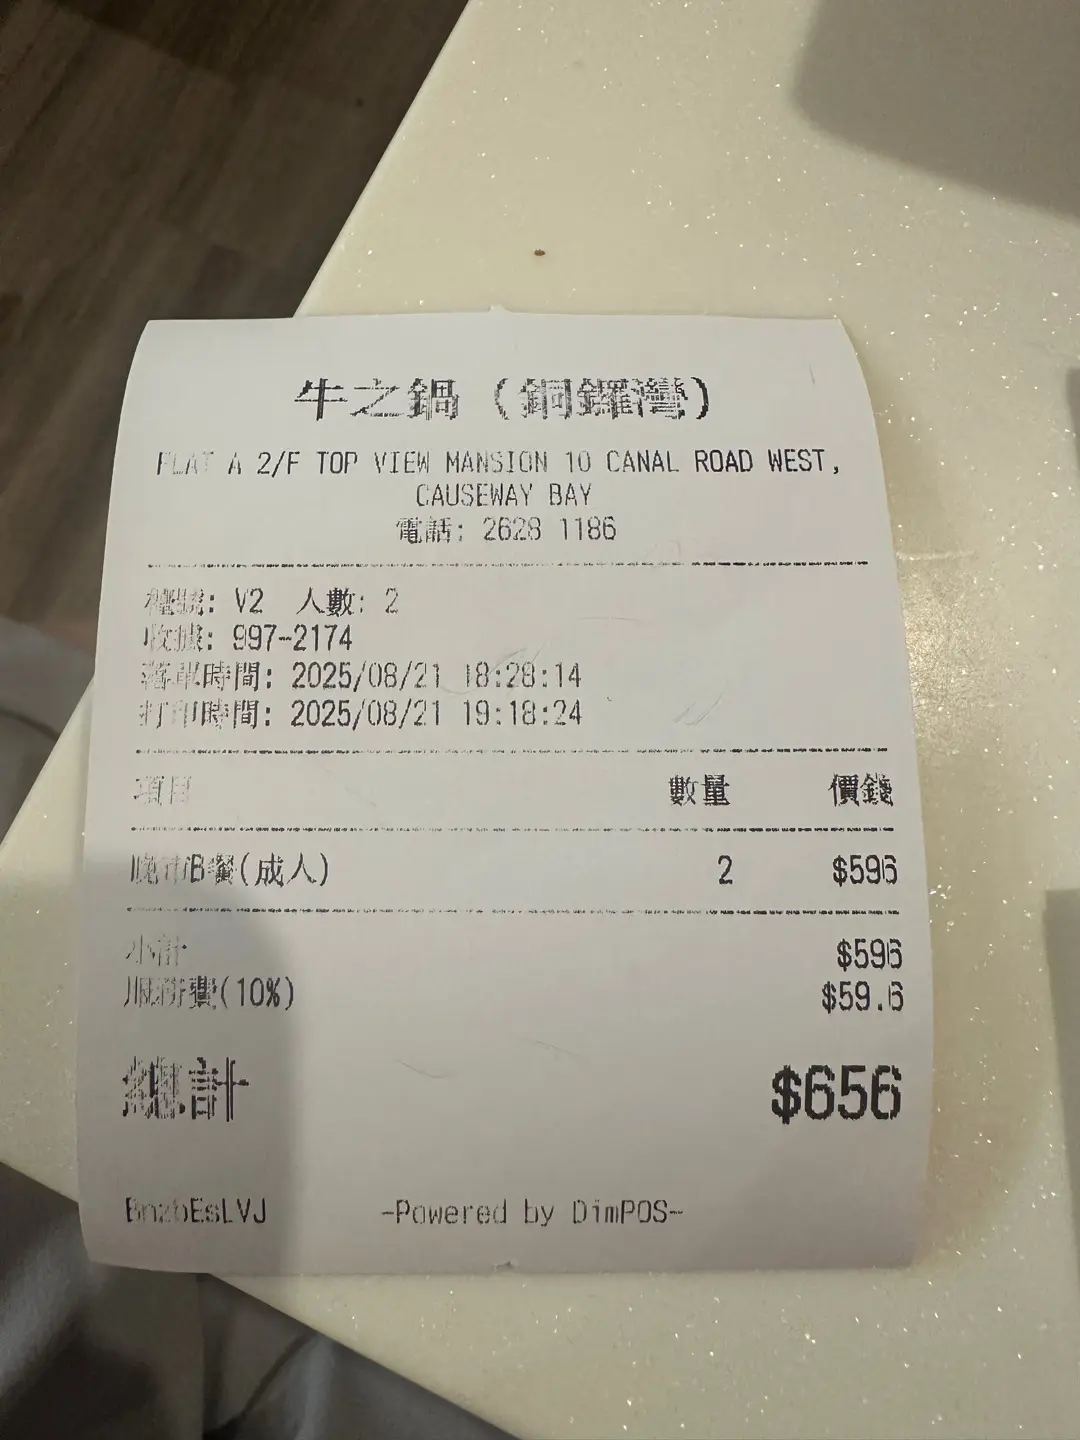 牛之鍋（銅鑼灣）
FLAT A 2/F TOP VIEW MANSION 10 CANAL ROAD WEST,
CAUSEWAY BAY
電話: 2628 1186
檯號: V2 人數: 2
收據: 997-2174
落單時間: 2025/08/21 18:28:14
打印時間: 2025/08/21 19:18:24
項目 數量 價錢
晚市B餐(成人) 2 $596
小計 $596
服務費(10%) $59.6
總計 $656
BnzbEsLVJ -Powered by DimPOS-